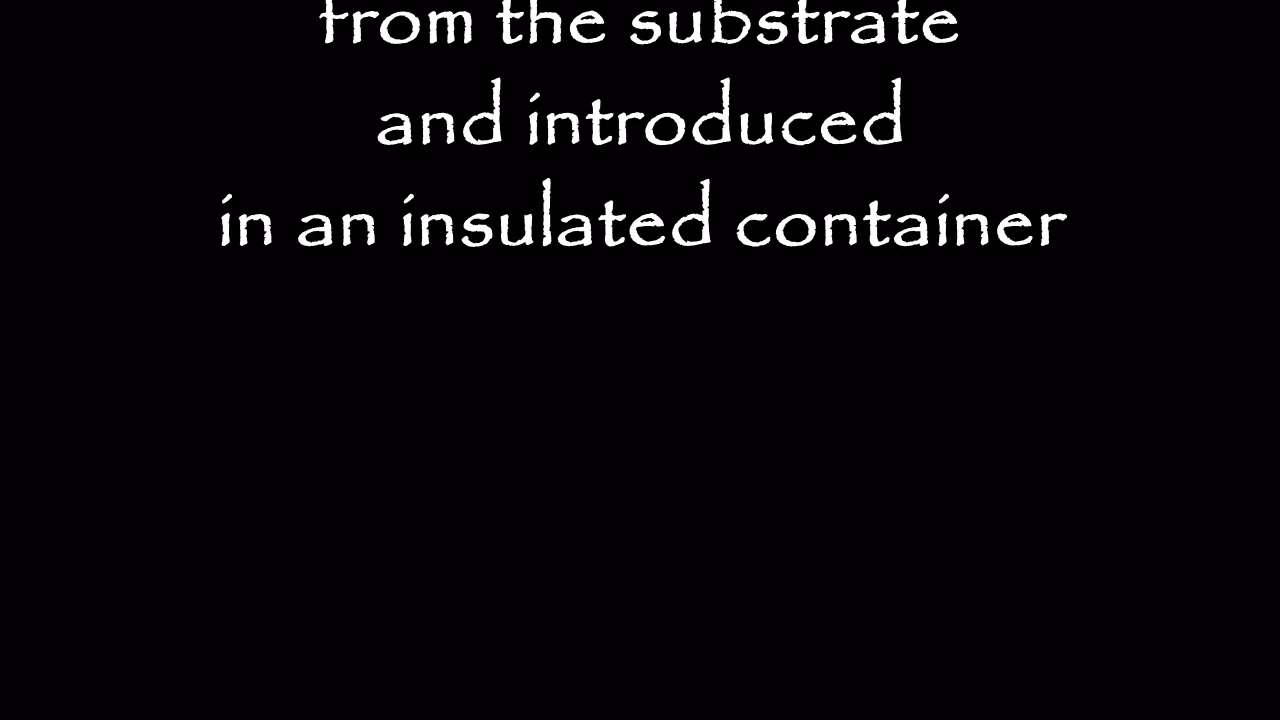 from the substrate
and introduced
in an insulated container